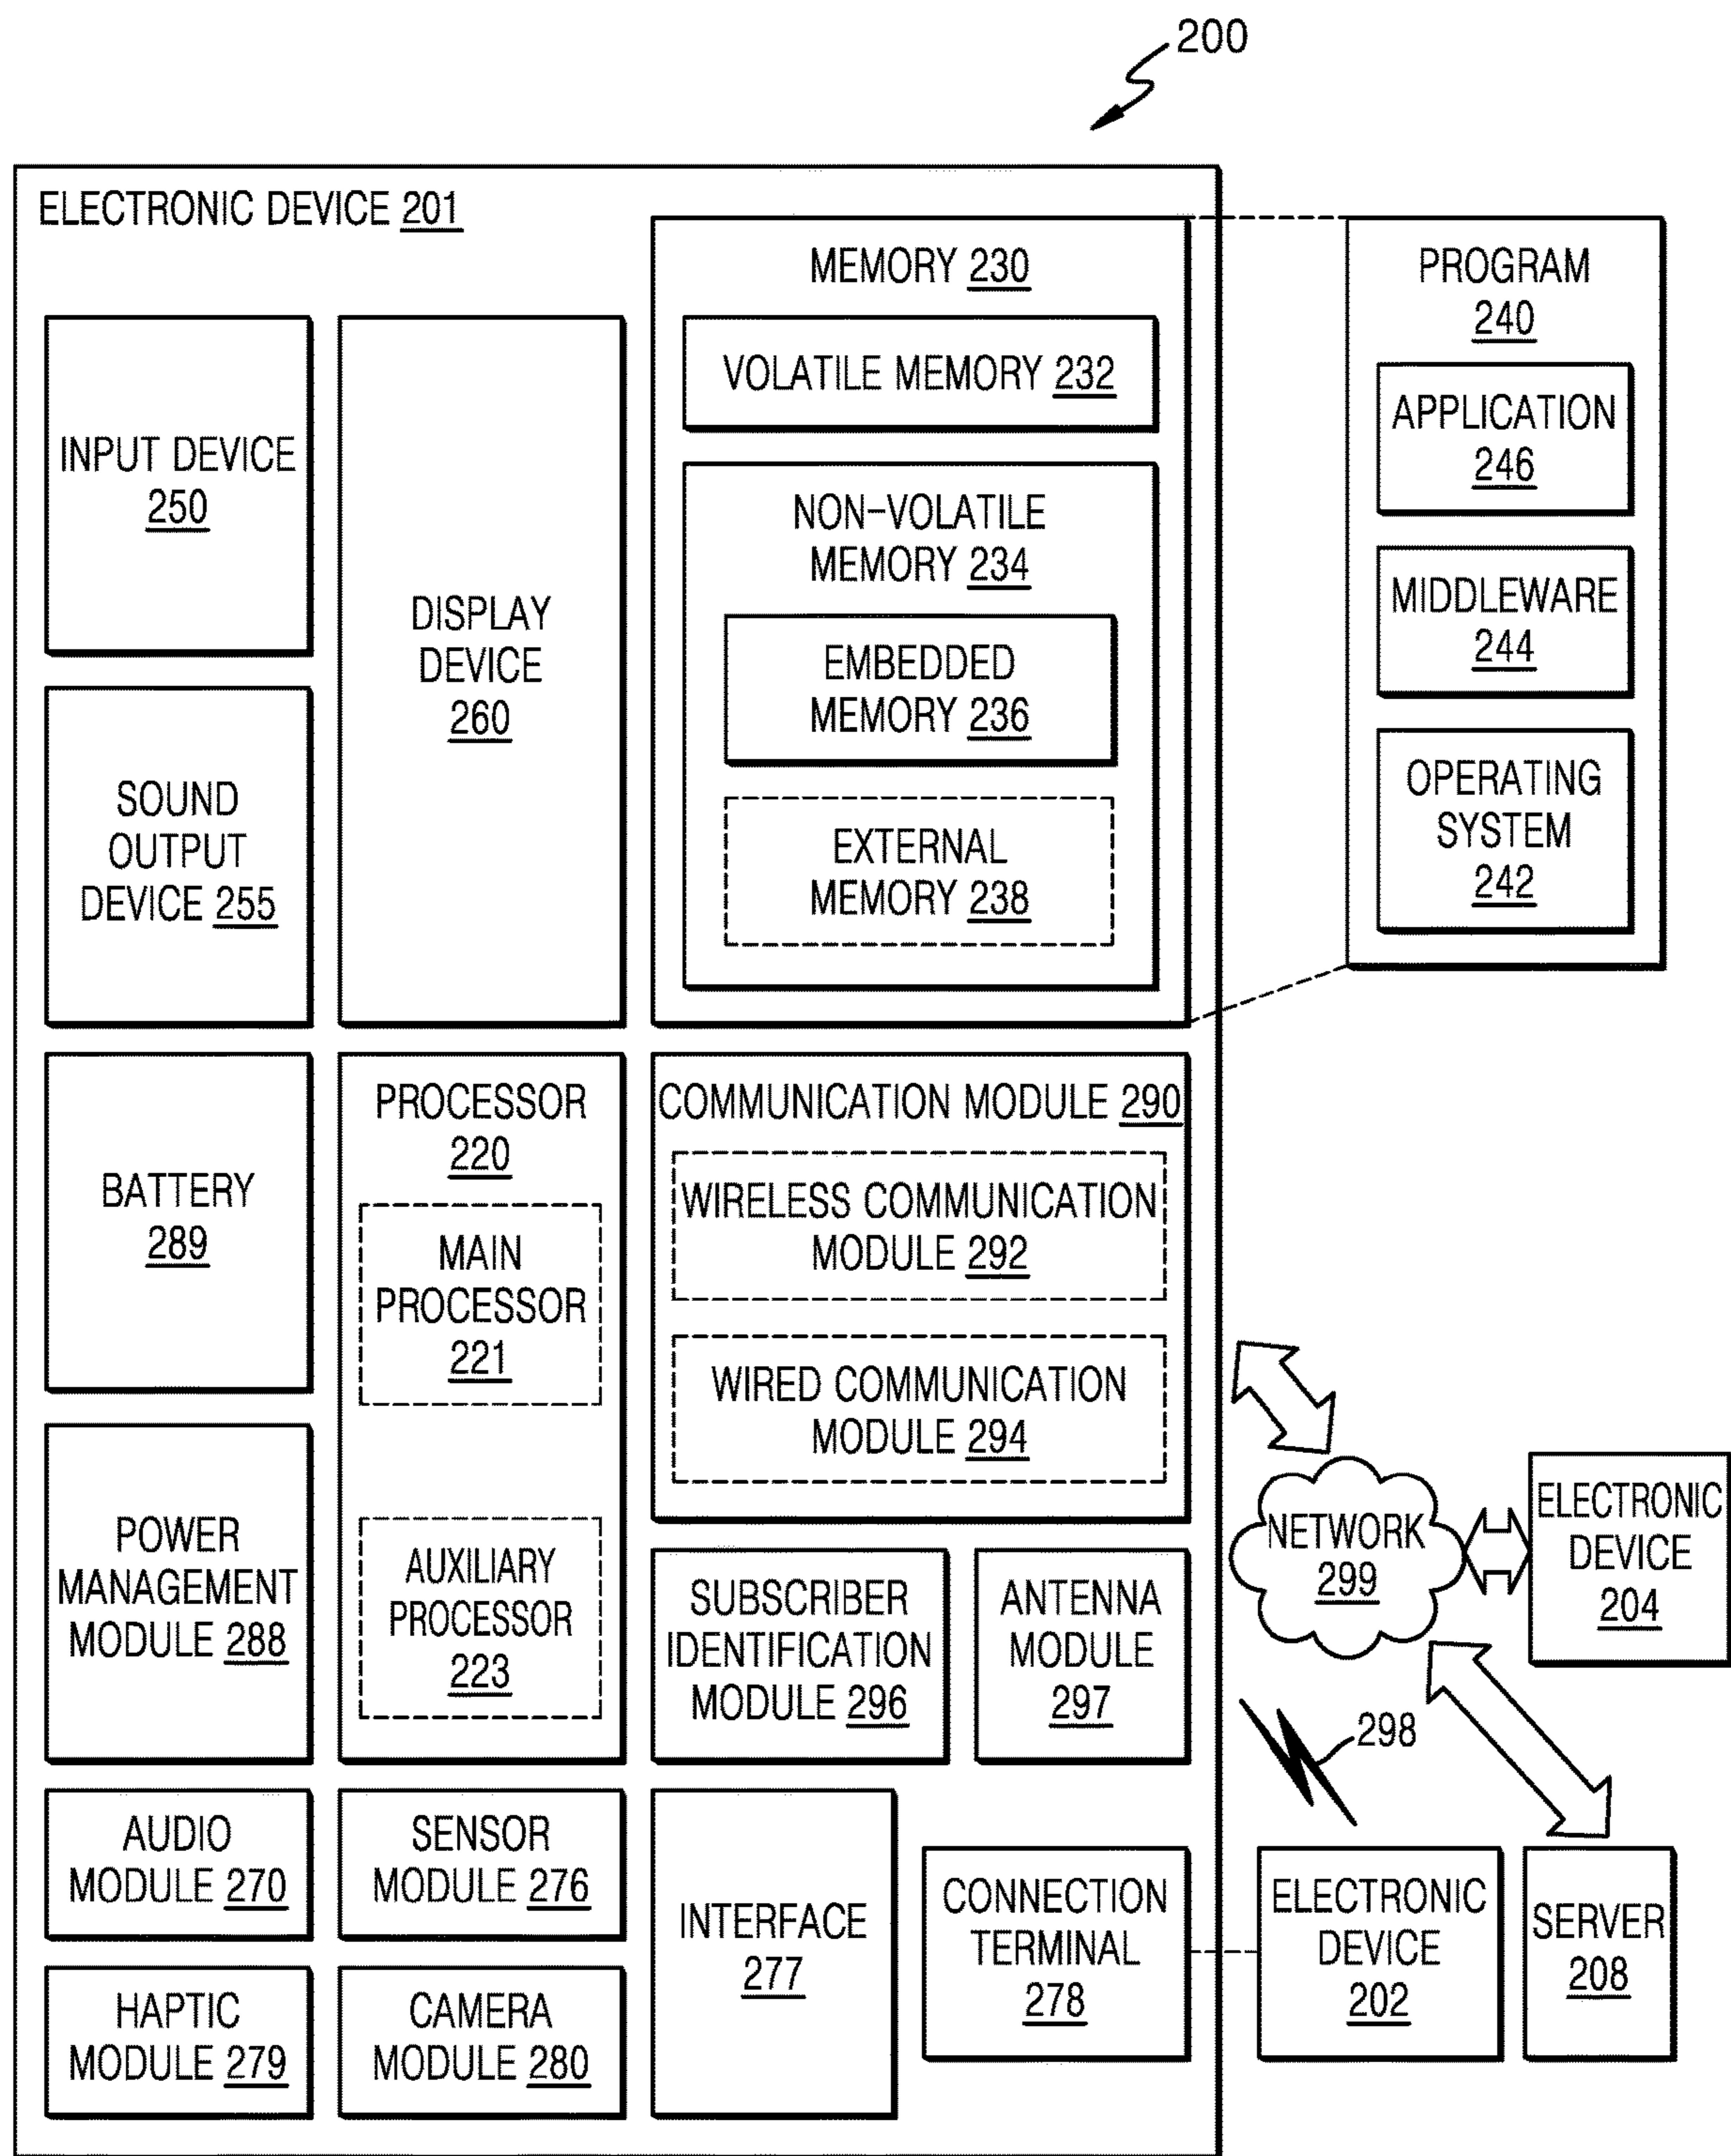 200
ELECTRONIC DEVICE 201
INPUT DEVICE
250
SOUND
OUTPUT
DEVICE 255
DISPLAY
DEVICE
260
MEMORY 230
VOLATILE MEMORY 232
NON-VOLATILE
MEMORY 234
EMBEDDED
MEMORY 236
EXTERNAL
MEMORY 238
PROGRAM
240
APPLICATION
246
MIDDLEWARE
244
OPERATING
SYSTEM
242
BATTERY
289
POWER
MANAGEMENT
MODULE 288
PROCESSOR
220
MAIN
PROCESSOR
221
AUXILIARY
PROCESSOR
223
COMMUNICATION MODULE 290
WIRELESS COMMUNICATION
MODULE 292
WIRED COMMUNICATION
MODULE 294
SUBSCRIBER
IDENTIFICATION
MODULE 296
ANTENNA
MODULE
297
NETWORK
299
ELECTRONIC
DEVICE
204
298
AUDIO
MODULE 270
SENSOR
MODULE 276
HAPTIC
MODULE 279
CAMERA
MODULE 280
INTERFACE
277
CONNECTION
TERMINAL
278
ELECTRONIC
DEVICE
202
SERVER
208